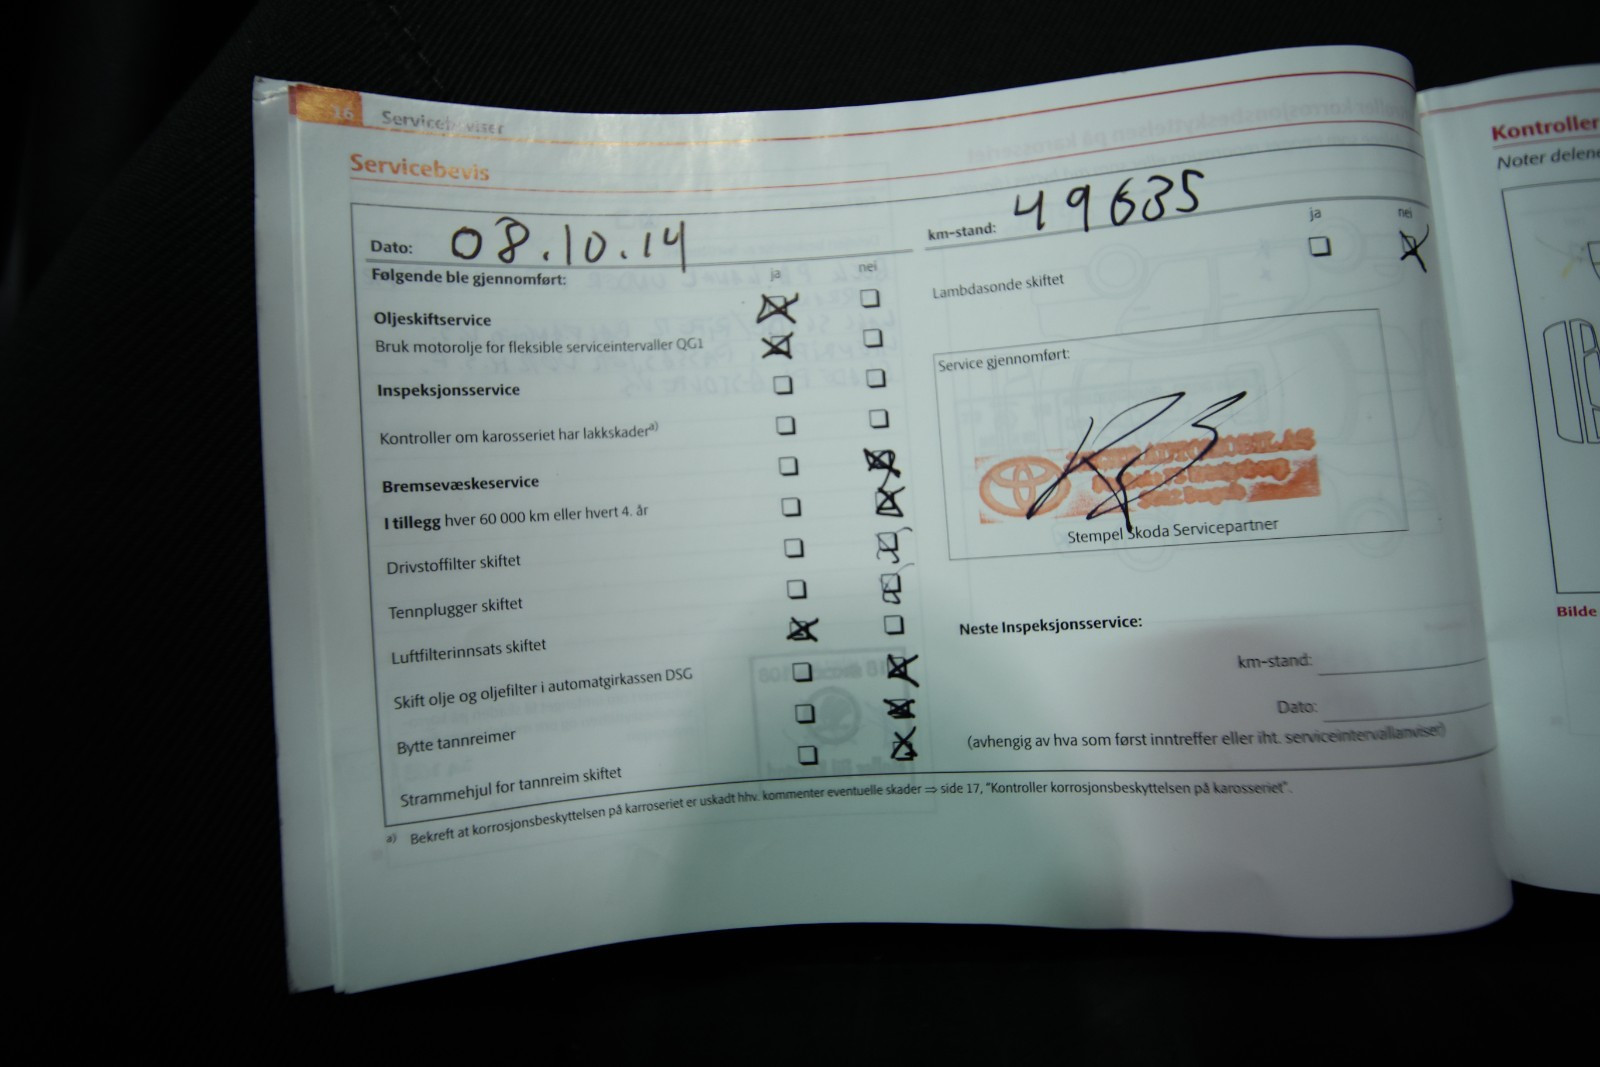 16 Servicebeviser
Servicebevis
Dato: 08.10.14
Følgende ble gjennomført: ja nei
Oljeskiftservice
Bruk motorolje for fleksible serviceintervaller QG1
Inspeksjonsservice
Kontroller om karosseriet har lakkskader a)
Bremsevæskeservice
I tillegg hver 60 000 km eller hvert 4. år
Drivstoffilter skiftet
Tennplugger skiftet
Luftfilterinnsats skiftet
Skift olje og oljefilter i automatgirkassen DSG
Bytte tannreimer
Strammehjul for tannreim skiftet
km-stand: 49635
ja nei
Lambdasonde skiftet
Service gjennomført:
AUTOMOBIL AS
Stempel Skoda Servicepartner
Neste Inspeksjonsservice:
km-stand:
Dato:
(avhengig av hva som først inntreffer eller iht. serviceintervallanviser)
a) Bekreft at korrosjonsbeskyttelsen på karroseriet er uskadt hhv. kommenter eventuelle skader ⇒ side 17, "Kontroller korrosjonsbeskyttelsen på karosseriet".
Kontroller
Noter delene
Bilde